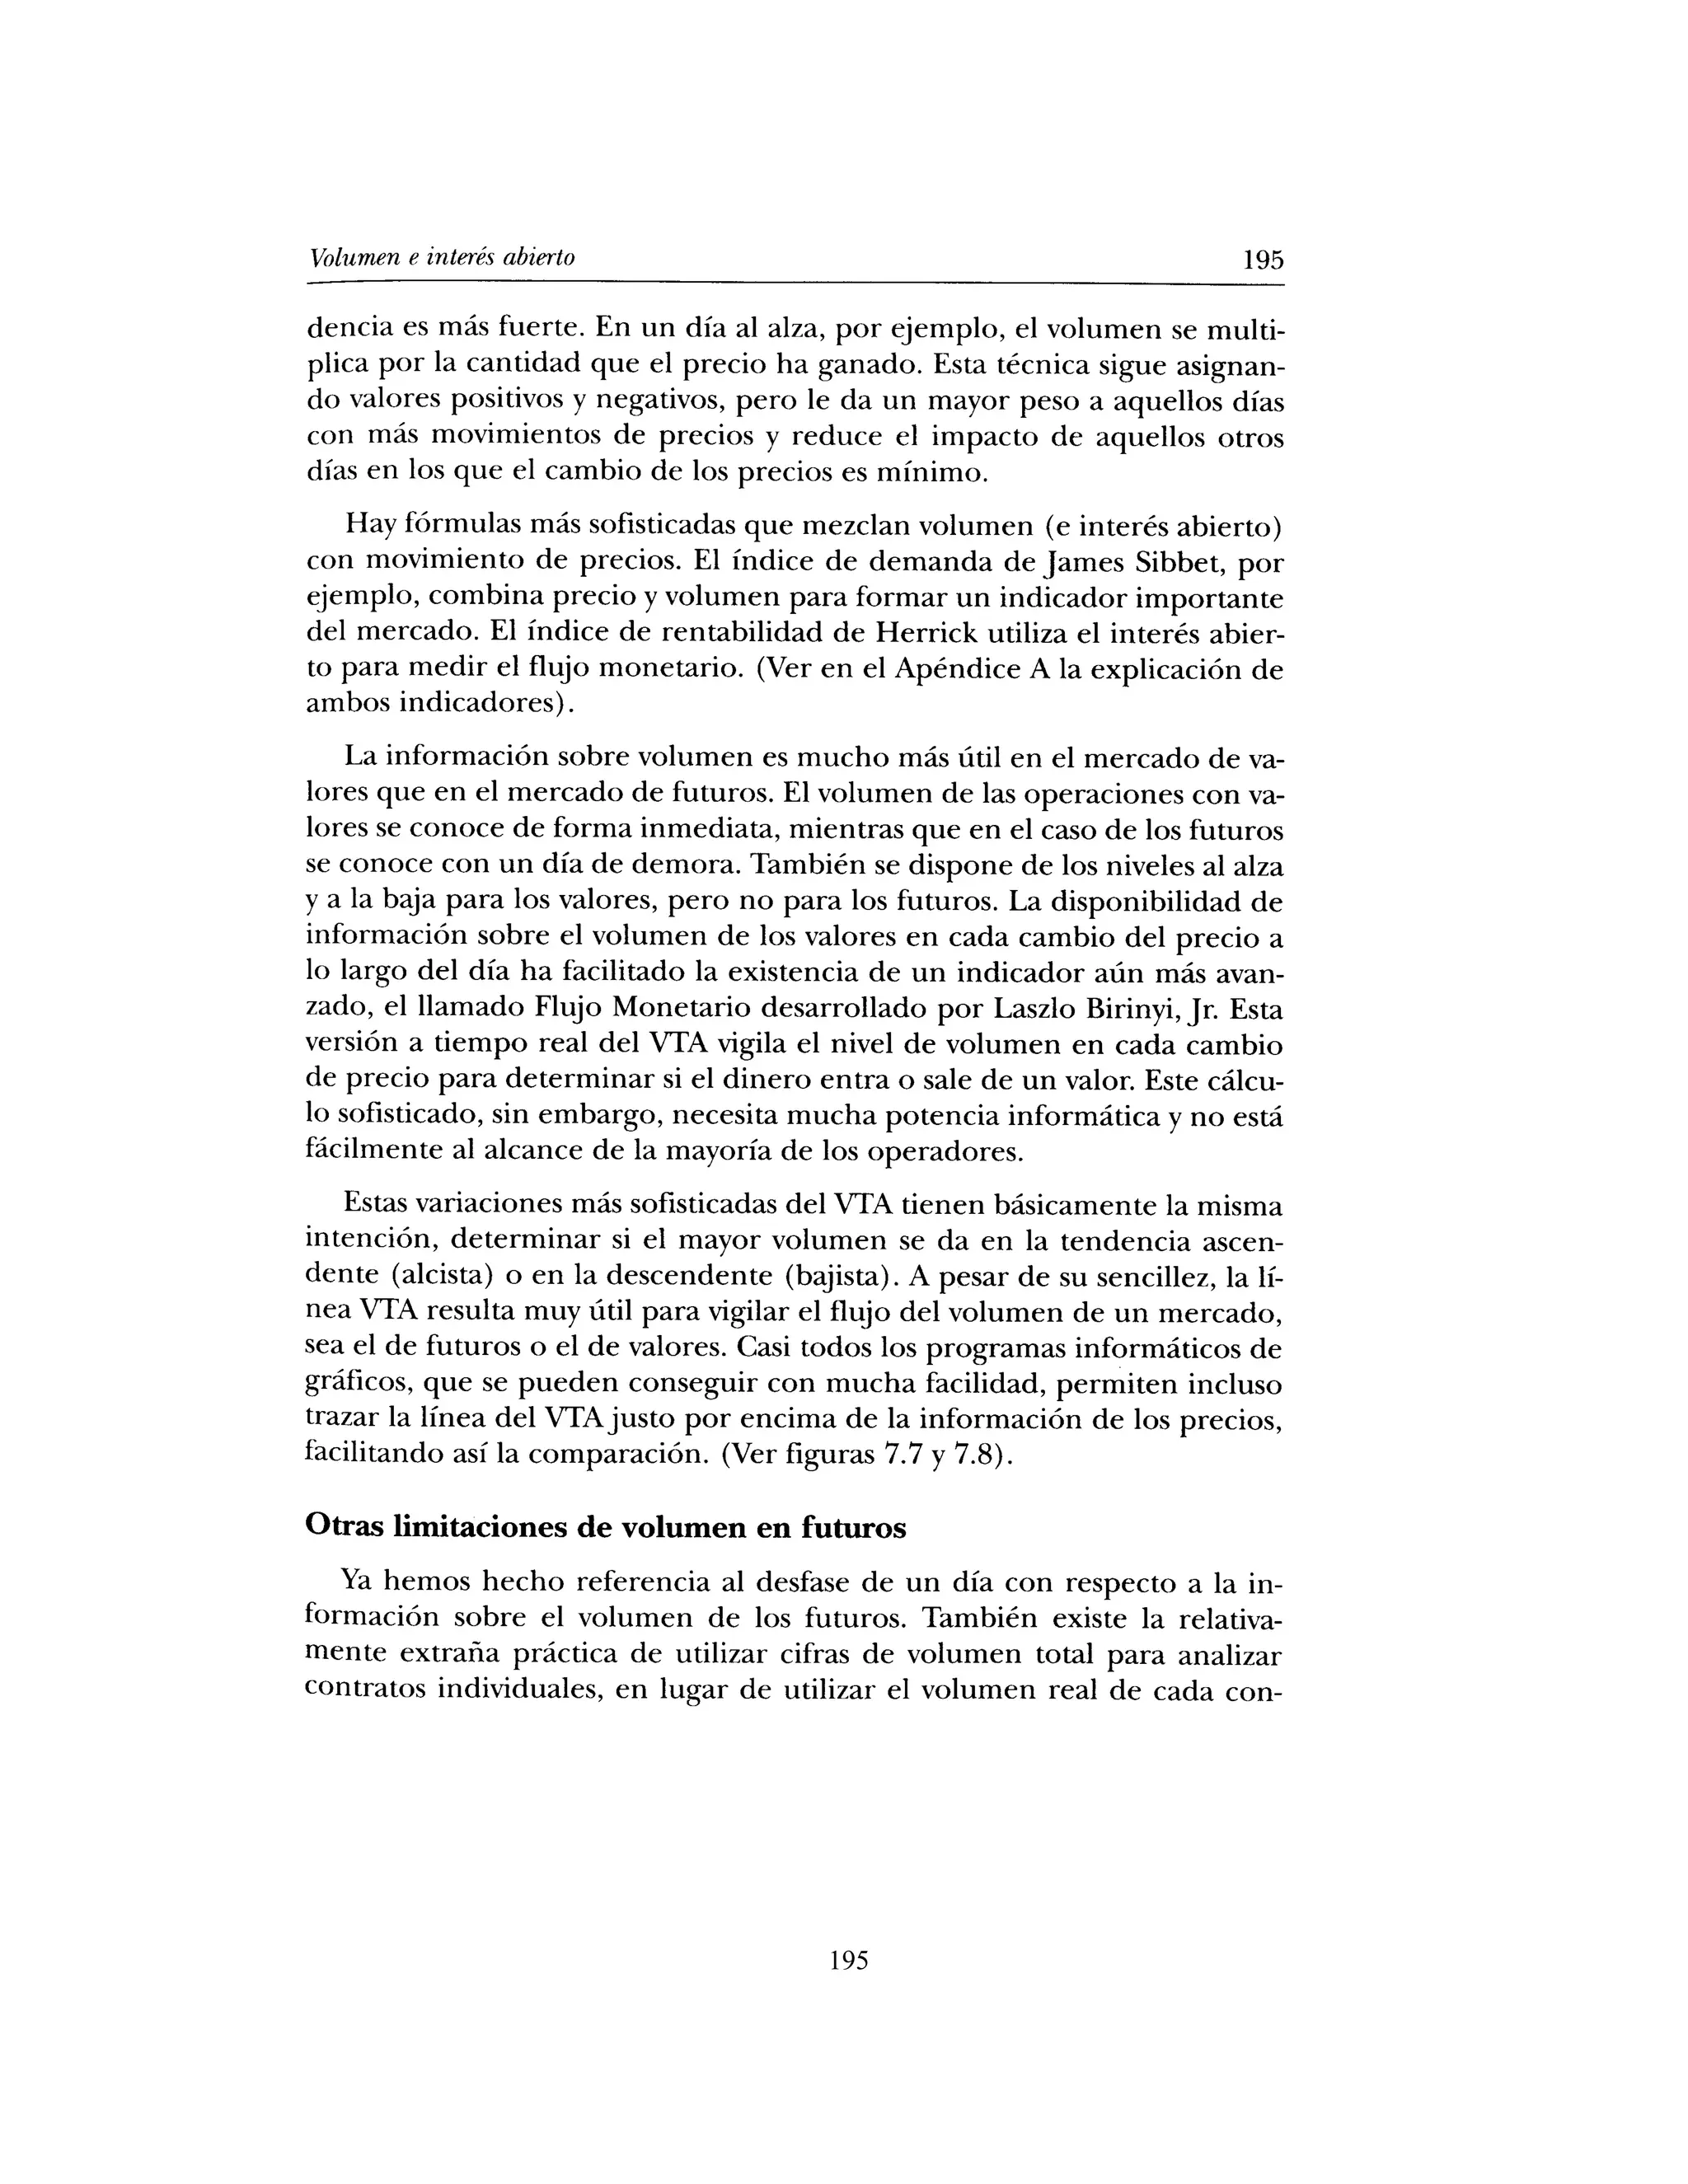 Volumen e interés abierto 195
dencia es más fuerte. En un día al alza, por ejemplo, el volumen se multi-
plica por la cantidad que el precio ha ganado. Esta técnica sigue asignan-
do valores positivos y negativos, pero le da un mayor peso a aquellos días
con más movimientos de precios y reduce el impacto de aquellos otros
días en los que el cambio de los precios es mínimo.
Hay fórmulas más sofisticadas que mezclan volumen (e interés abierto)
con movimiento de precios. El índice de demanda de James Sibbet, por
ejemplo, combina precio y volumen para formar un indicador importante
del mercado. El índice de rentabilidad de Herrick utiliza el interés abier-
to para medir el flujo monetario. (Ver en el Apéndice A la explicación de
ambos indicadores).
La información sobre volumen es mucho más útil en el mercado de va-
lores que en el mercado de futuros. El volumen de las operaciones con va-
lores se conoce de forma inmediata, mientras que en el caso de los futuros
se conoce con un día de demora. También se dispone de los niveles al alza
y a la baja para los valores, pero no para los futuros. La disponibilidad de
información sobre el volumen de los valores en cada cambio del precio a
lo largo del día ha facilitado la existencia de un indicador aún más avan-
zado, el llamado Flujo Monetario desarrollado por Laszlo Birinyi, Jr. Esta
versión a tiempo real del VTA vigila el nivel de volumen en cada cambio
de precio para determinar si el dinero entra o sale de un valor. Este cálcu-
lo sofisticado, sin embargo, necesita mucha potencia informática y no está
fácilmente al alcance de la mayoría de los operadores.
Estas variaciones más sofisticadas del VTA tienen básicamente la misma
intención, determinar si el mayor volumen se da en la tendencia ascen-
dente (alcista) o en la descendente (bajista). A pesar de su sencillez, la lí-
nea VTA resulta muy útil para vigilar el flujo del volumen de un mercado,
sea el de futuros o el de valores. Casi todos los programas informáticos de
gráficos, que se pueden conseguir con mucha facilidad, permiten incluso
trazar la línea del VTA justo por encima de la información de los precios,
facilitando así la comparación. (Ver figuras 7.7 y 7.8).
Otras limitaciones de volumen en futuros
Ya hemos hecho referencia al desfase de un día con respecto a la in-
formación sobre el volumen de los futuros. También existe la relativa-
mente extraña práctica de utilizar cifras de volumen total para analizar
contratos individuales, en lugar de utilizar el volumen real de cada con-
195